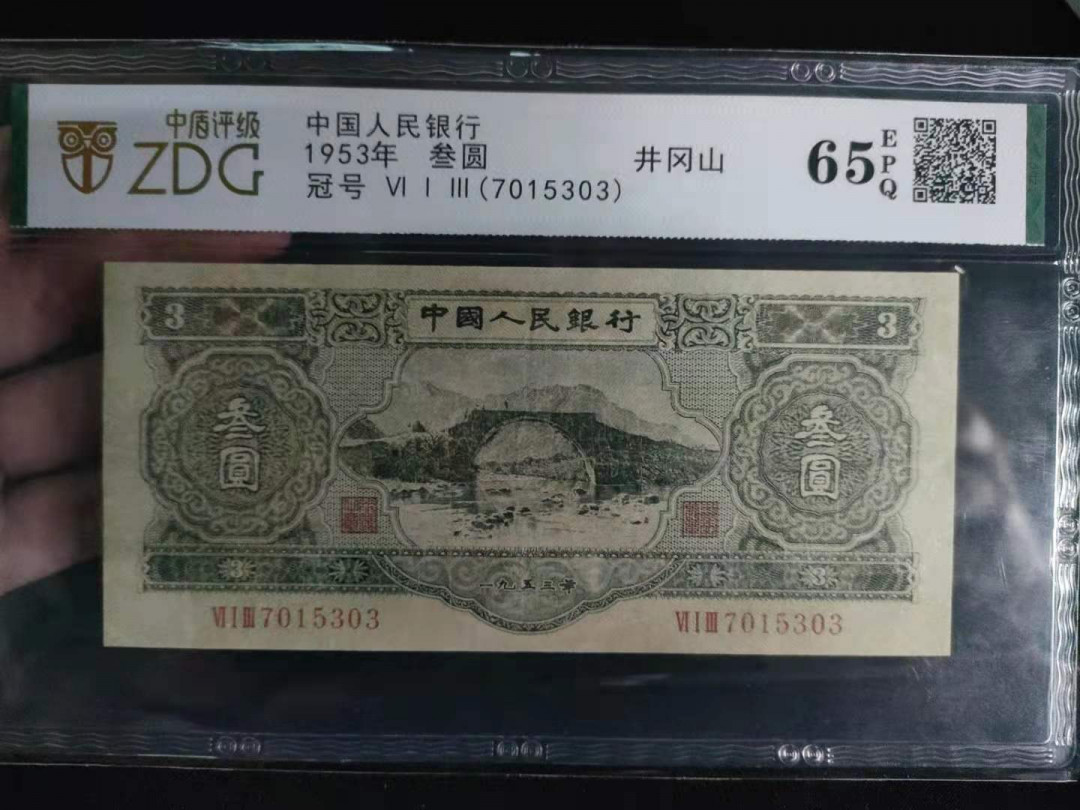 中盾评级
ZDG
中国人民银行
1953年 叁圆
井冈山
冠号 Ⅵ Ⅰ Ⅲ (7015303)
65
EPQ
3
中國人民銀行
3
叁圓
叁圓
一九五三年
ⅥⅠⅢ7015303
ⅥⅠⅢ7015303